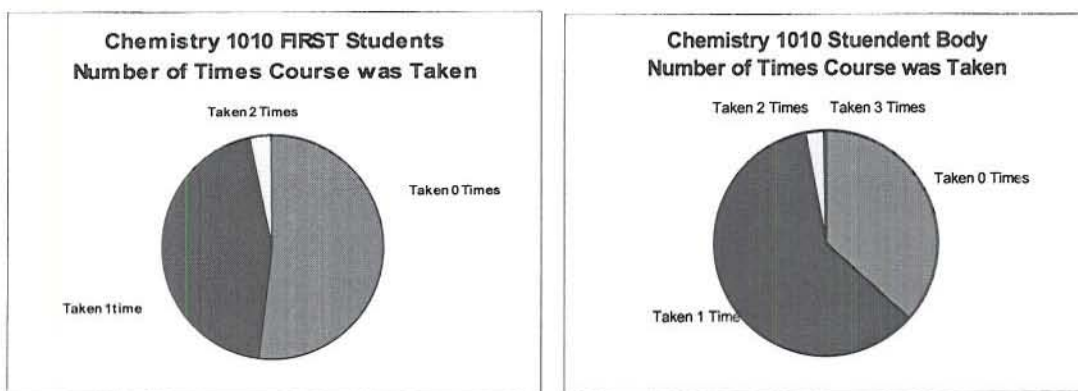 Chemistry 1010 FIRST Students
Number of Times Course was Taken
Taken 2 Times
Taken 0 Times
Taken 1time
Chemistry 1010 Stuendent Body
Number of Times Course was Taken
Taken 2 Times
Taken 3 Times
Taken 0 Times
Taken 1 Time